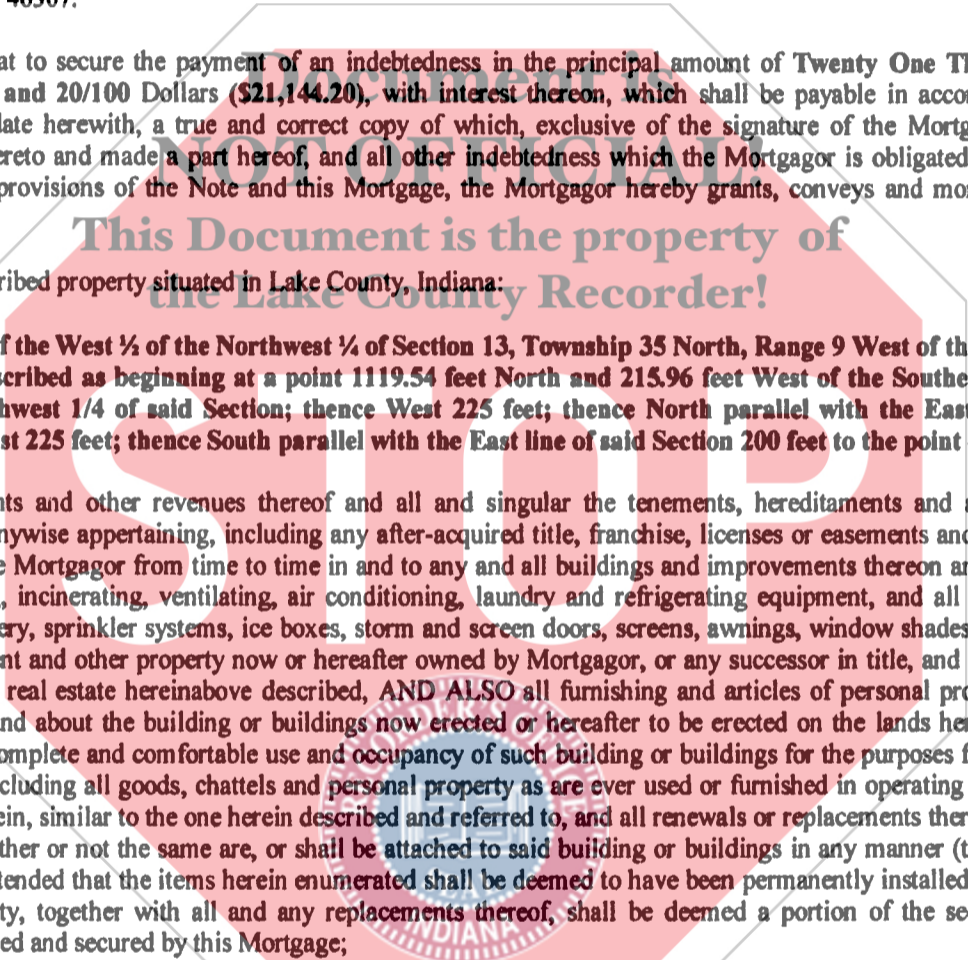 46307.
at to secure the payment of an indebtedness in the principal amount of Twenty One Th
and 20/100 Dollars ($21,144.20), with interest thereon, which shall be payable in accor
late herewith, a true and correct copy of which, exclusive of the signature of the Mortg
ereto and made a part hereof, and all other indebtedness which the Mortgagor is obligated
provisions of the Note and this Mortgage, the Mortgagor hereby grants, conveys and mor
Document is
NOT OFFICIAL!
This Document is the property of
the Lake County Recorder!
ribed property situated in Lake County, Indiana:
f the West ½ of the Northwest ¼ of Section 13, Township 35 North, Range 9 West of th
cribed as beginning at a point 1119.54 feet North and 215.96 feet West of the Southe
hwest 1/4 of said Section; thence West 225 feet; thence North parallel with the East
st 225 feet; thence South parallel with the East line of said Section 200 feet to the point
STOP
nts and other revenues thereof and all and singular the tenements, hereditaments and
nywise appertaining, including any after-acquired title, franchise, licenses or easements and
e Mortgagor from time to time in and to any and all buildings and improvements thereon an
, incinerating, ventilating, air conditioning, laundry and refrigerating equipment, and all
ery, sprinkler systems, ice boxes, storm and screen doors, screens, awnings, window shades
nt and other property now or hereafter owned by Mortgagor, or any successor in title, and
real estate hereinabove described, AND ALSO all furnishing and articles of personal pro
nd about the building or buildings now erected or hereafter to be erected on the lands her
omplete and comfortable use and occupancy of such building or buildings for the purposes f
cluding all goods, chattels and personal property as are ever used or furnished in operating
ein, similar to the one herein described and referred to, and all renewals or replacements ther
ther or not the same are, or shall be attached to said building or buildings in any manner (t
tended that the items herein enumerated shall be deemed to have been permanently installed
ty, together with all and any replacements thereof, shall be deemed a portion of the se
ed and secured by this Mortgage;
RECORDER'S OFFICE
SEAL
INDIANA